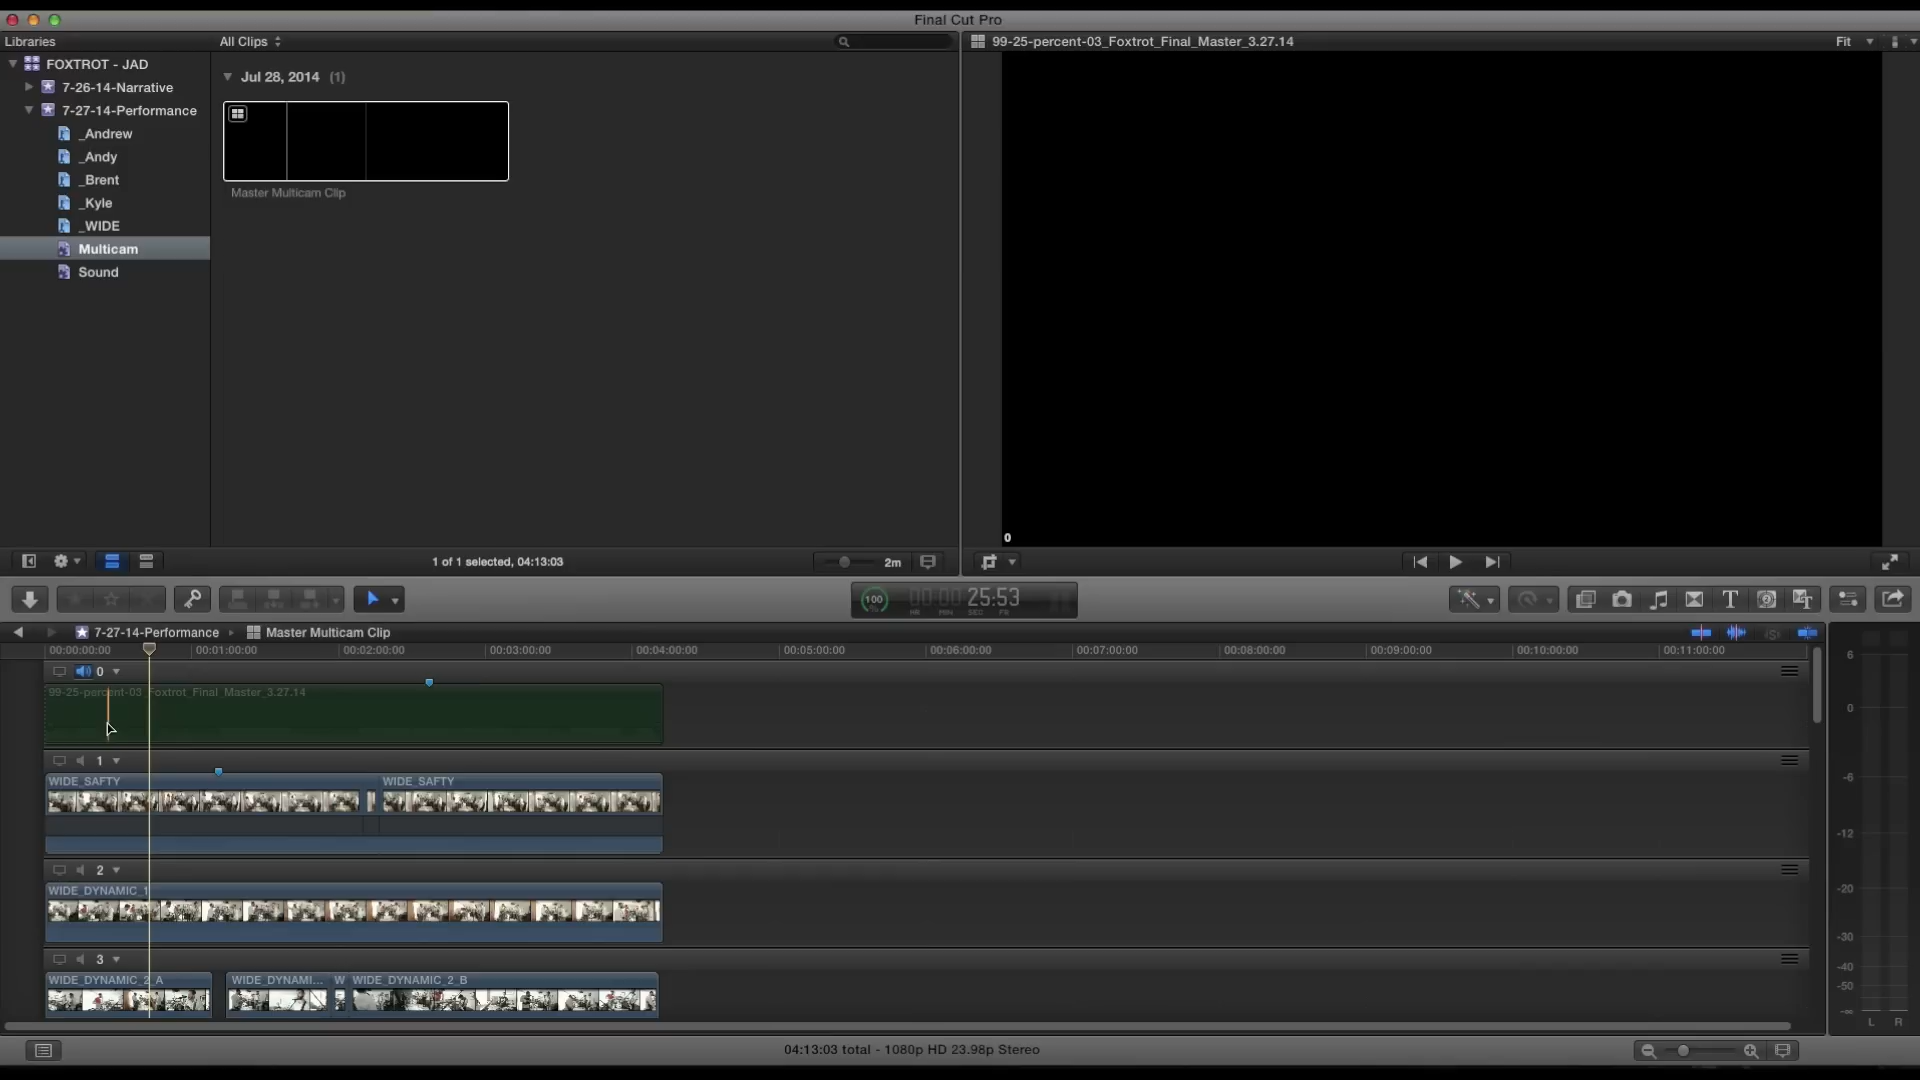 Final Cut Pro
Libraries
All Clips
99-25-percent-03_Foxtrot_Final_Master_3.27.14
Fit
FOXTROT - JAD
7-26-14-Narrative
7-27-14-Performance
_Andrew
_Andy
_Brent
_Kyle
_WIDE
Multicam
Sound
Jul 28, 2014 (1)
Master Multicam Clip
0
1 of 1 selected, 04:13:03
2m
100
00:00:25:53
HR MIN SEC FR
7-27-14-Performance
Master Multicam Clip
00:00:00:00 00:01:00:00 00:02:00:00 00:03:00:00 00:04:00:00 00:05:00:00 00:06:00:00 00:07:00:00 00:08:00:00 00:09:00:00 00:10:00:00 00:11:00:00
0
99-25-percent-03_Foxtrot_Final_Master_3.27.14
1
WIDE_SAFTY
WIDE_SAFTY
2
WIDE_DYNAMIC_1
3
WIDE_DYNAMIC_2_A
WIDE_DYNAMI...
W
WIDE_DYNAMIC_2_B
6
0
-6
-12
-20
-30
-40
-50
-∞
L R
04:13:03 total - 1080p HD 23.98p Stereo